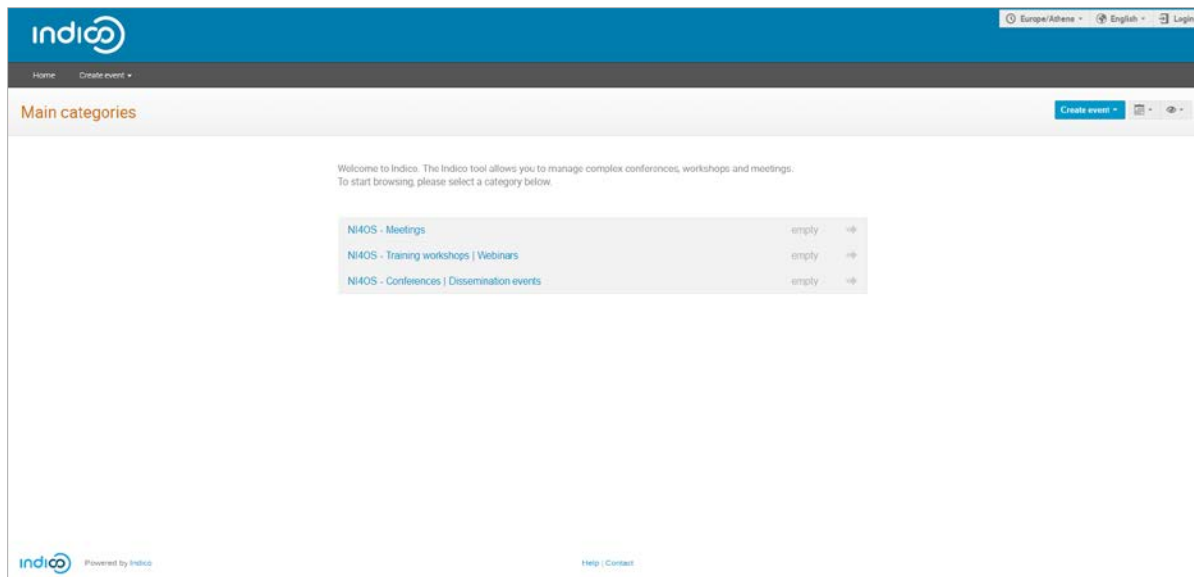 indico
Europe/Athens English Login
Home Create event
Main categories
Create event
Welcome to Indico. The Indico tool allows you to manage complex conferences, workshops and meetings.
To start browsing, please select a category below.
NI4OS - Meetings empty
NI4OS - Training workshops | Webinars empty
NI4OS - Conferences | Dissemination events empty
indico Powered by Indico Help | Contact